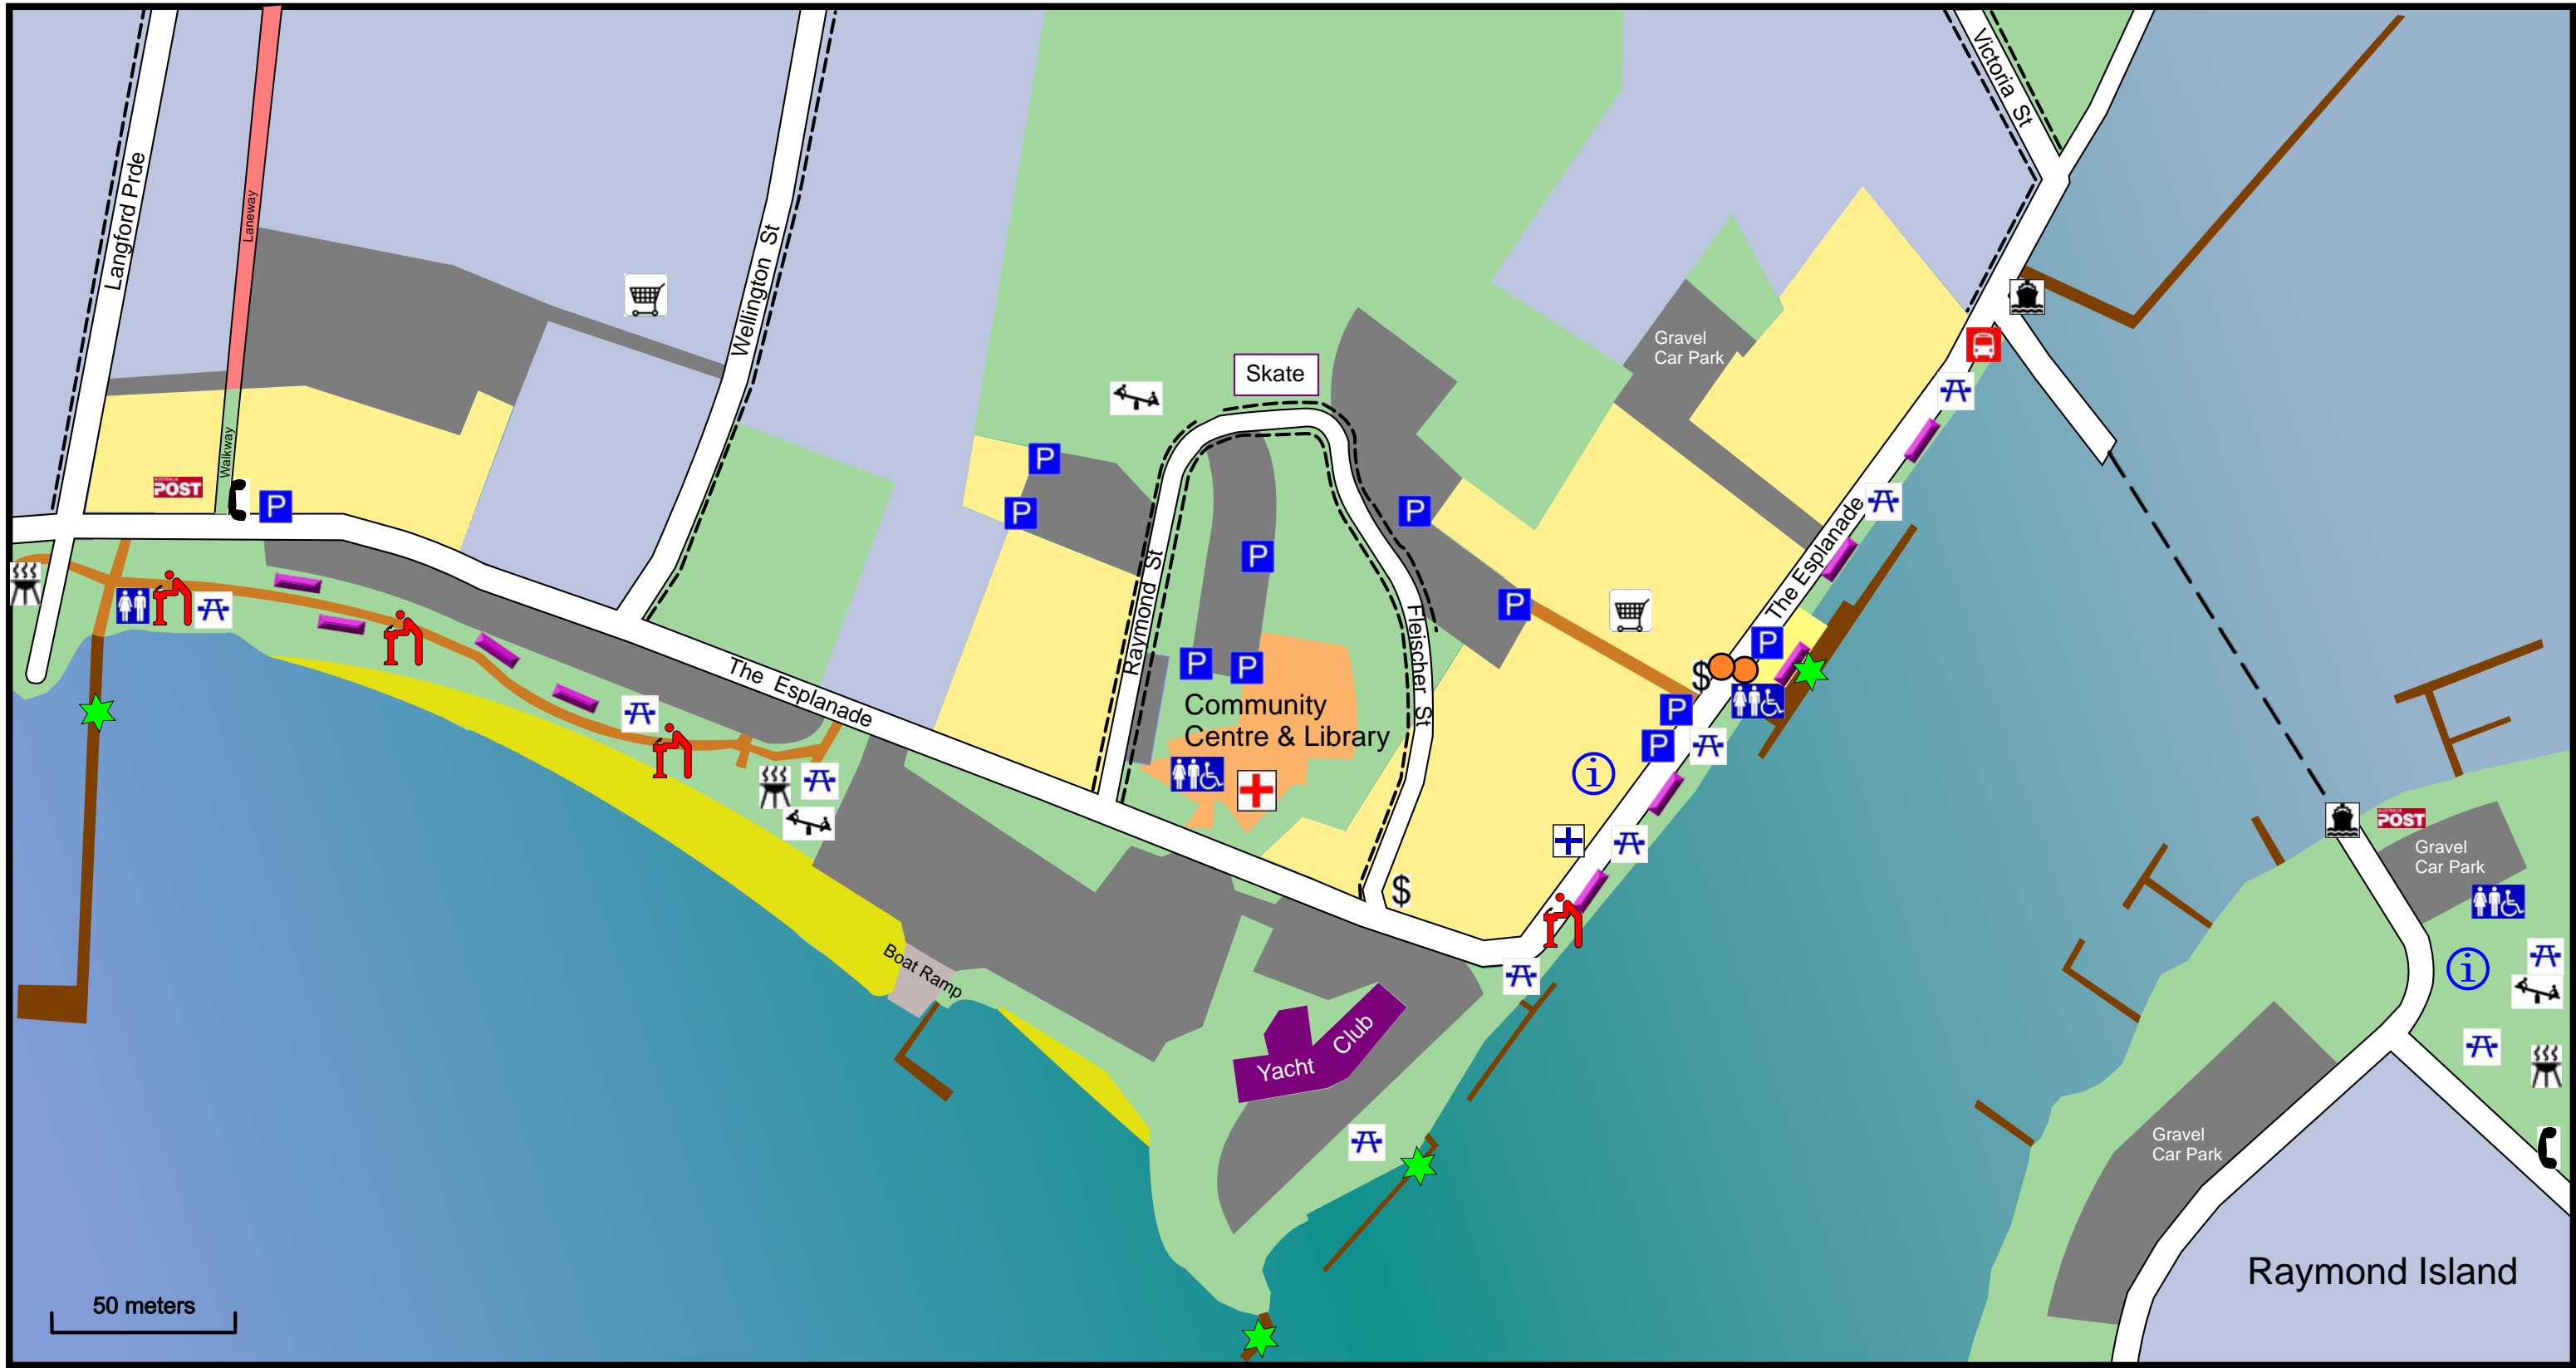 Victoria St
Langford Prde
Laneway
Wellington St
Gravel
Car Park
Skate
Walkway
AUSTRALIA
POST
P
P
P
P
P
P
P
P
P
P
P
Raymond St
Fleischer St
The Esplanade
The Esplanade
$
Community
Centre & Library
i
$
Boat Ramp
Yacht Club
AUSTRALIA
POST
Gravel
Car Park
i
Gravel
Car Park
Raymond Island
50 meters